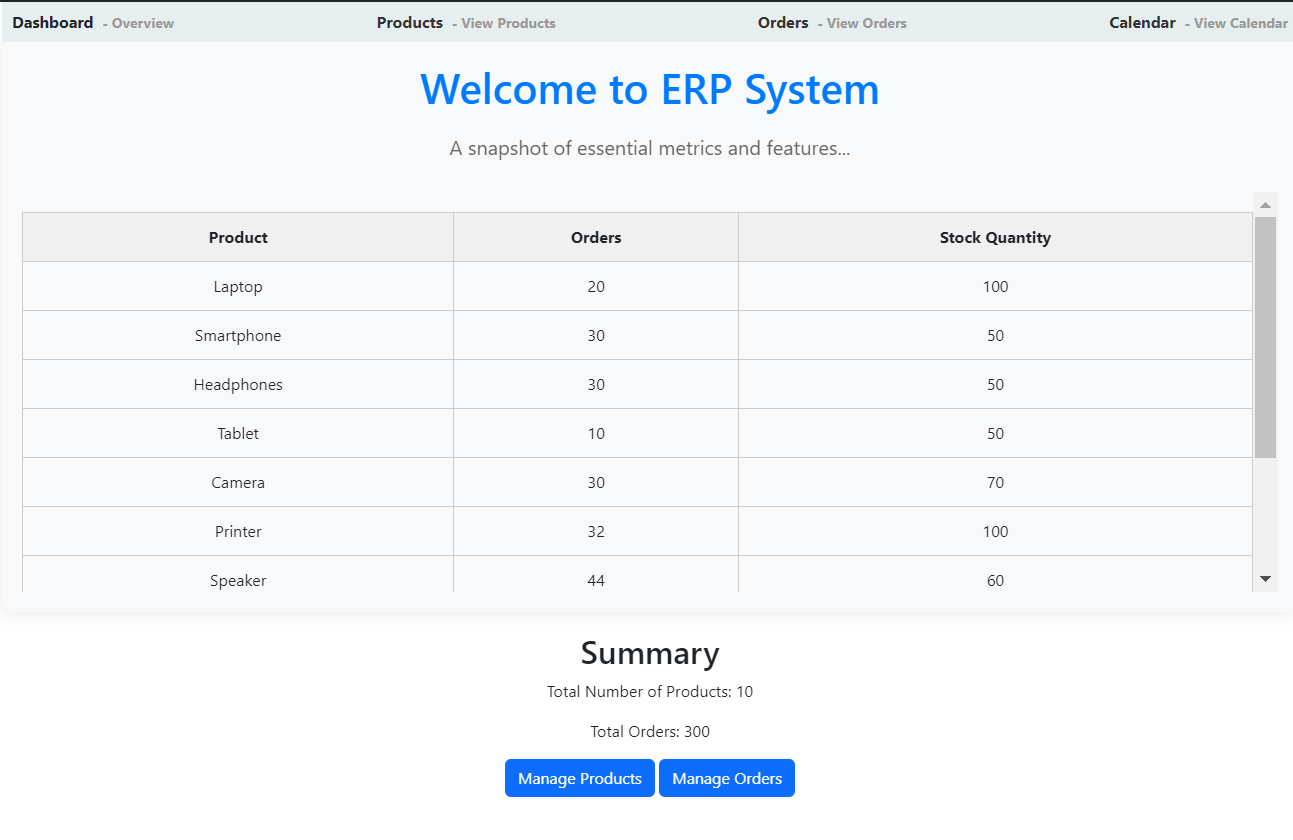 Dashboard - Overview Products - View Products Orders - View Orders Calendar - View Calendar
Welcome to ERP System
A snapshot of essential metrics and features...
Product Orders Stock Quantity
Laptop 20 100
Smartphone 30 50
Headphones 30 50
Tablet 10 50
Camera 30 70
Printer 32 100
Speaker 44 60
Summary
Total Number of Products: 10
Total Orders: 300
Manage Products Manage Orders